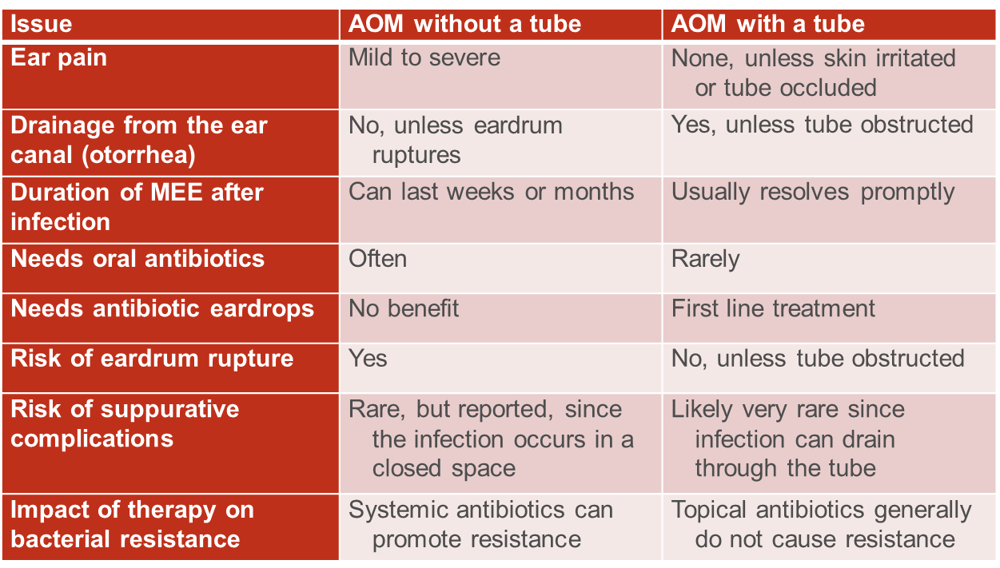 Issue
AOM without a tube
AOM with a tube
Ear pain
Mild to severe
None, unless skin irritated
or tube occluded
Drainage from the ear
canal (otorrhea)
No, unless eardrum
ruptures
Yes, unless tube obstructed
Duration of MEE after
infection
Can last weeks or months
Usually resolves promptly
Needs oral antibiotics
Often
Rarely
Needs antibiotic eardrops
No benefit
First line treatment
Risk of eardrum rupture
Yes
No, unless tube obstructed
Risk of suppurative
complications
Rare, but reported, since
the infection occurs in a
closed space
Likely very rare since
infection can drain
through the tube
Impact of therapy on
bacterial resistance
Systemic antibiotics can
promote resistance
Topical antibiotics generally
do not cause resistance